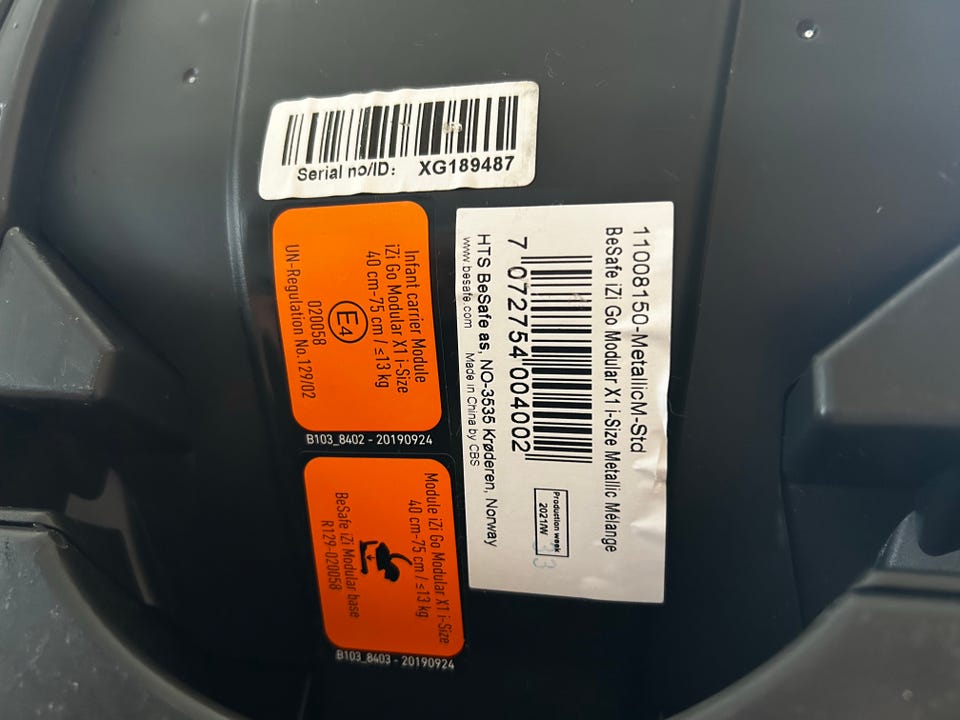 Serial no/ID: XG189487
11008150-MetallicM-Std
BeSafe iZi Go Modular X1 i-Size Metallic Mélange
7 072754 004002
HTS BeSafe as, NO-3535 Krøderen, Norway
www.besafe.com Made in China by CBS
Production week
2021/W
3
Infant carrier Module
iZi Go Modular X1 i-Size
40 cm-75 cm / ≤13 kg
E4
020058
UN-Regulation No.129/02
B103_8402 - 20190924
Module iZi Go Modular X1 i-Size
40 cm-75 cm / ≤13 kg
BeSafe iZi Modular base
R129-020058
B103_8403 - 20190924